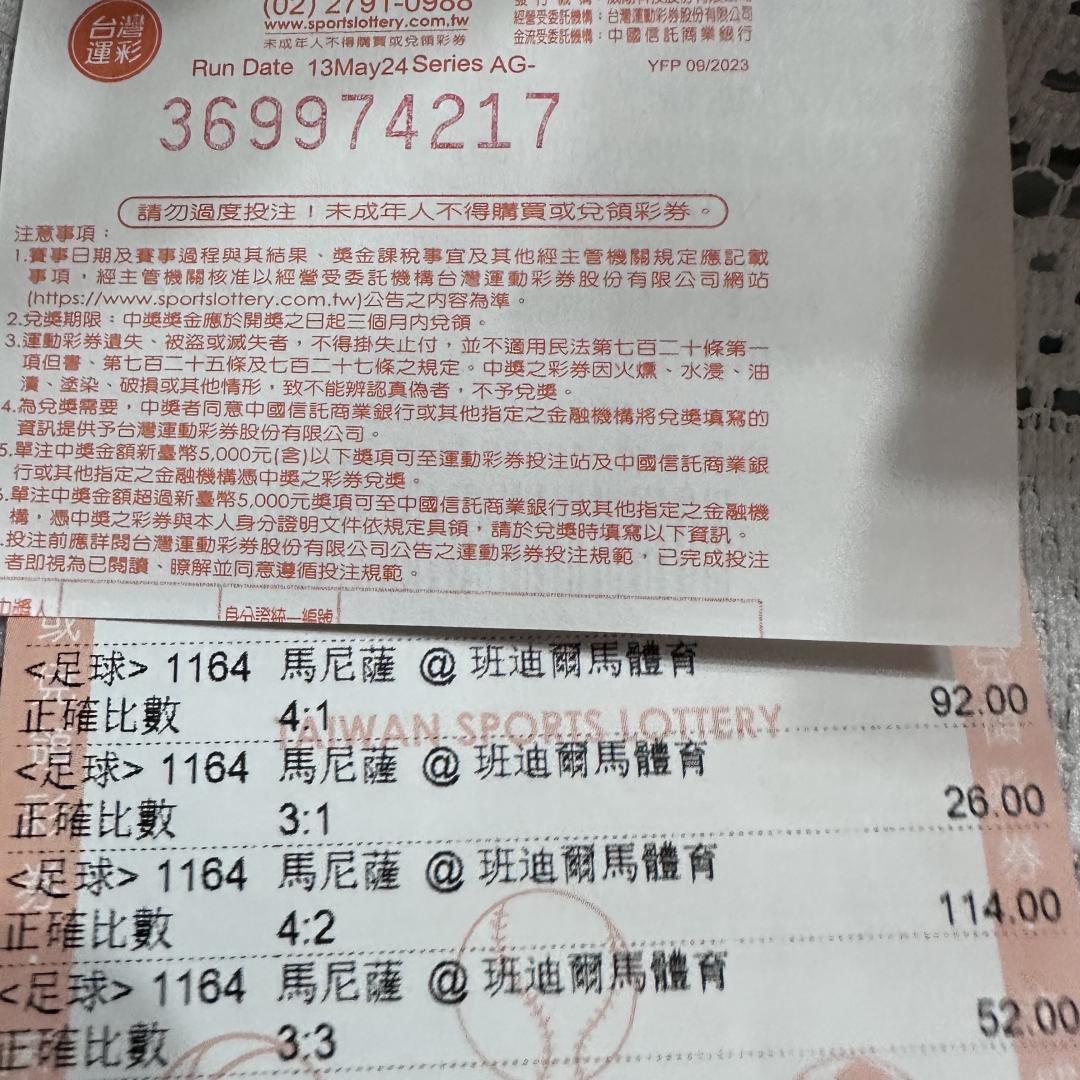 台灣
運彩
(02) 2791-0988
www.sportslottery.com.tw
未成年人不得購買或兌領彩券
經營受委託機構：台灣運動彩券股份有限公司
金流受委託機構：中國信託商業銀行
Run Date 13May24 Series AG-
YFP 09/2023
369974217
請勿過度投注！未成年人不得購買或兌領彩券。
注意事項：
1.賽事日期及賽事過程與其結果、獎金課稅事宜及其他經主管機關規定應記載
事項，經主管機關核准以經營受委託機構台灣運動彩券股份有限公司網站
(https://www.sportslottery.com.tw)公告之內容為準。
2.兌獎期限：中獎獎金應於開獎之日起三個月內兌領。
3.運動彩券遺失、被盜或滅失者，不得掛失止付，並不適用民法第七百二十條第一
項但書、第七百二十五條及七百二十七條之規定。中獎之彩券因火燻、水浸、油
漬、塗染、破損或其他情形，致不能辨認真偽者，不予兌獎。
4.為兌獎需要，中獎者同意中國信託商業銀行或其他指定之金融機構將兌獎填寫的
資訊提供予台灣運動彩券股份有限公司。
5.單注中獎金額新臺幣5,000元(含)以下獎項可至運動彩券投注站及中國信託商業銀
行或其他指定之金融機構憑中獎之彩券兌獎。
.單注中獎金額超過新臺幣5,000元獎項可至中國信託商業銀行或其他指定之金融機
構，憑中獎之彩券與本人身分證明文件依規定具領，請於兌獎時填寫以下資訊。
.投注前應詳閱台灣運動彩券股份有限公司公告之運動彩券投注規範，已完成投注
者即視為已閱讀、瞭解並同意遵循投注規範。
中獎人
身分證統一編號
<足球> 1164 馬尼薩 @ 班迪爾馬體育
正確比數 4:1 92.00
TAIWAN SPORTS LOTTERY
<足球> 1164 馬尼薩 @ 班迪爾馬體育
正確比數 3:1 26.00
<足球> 1164 馬尼薩 @ 班迪爾馬體育
正確比數 4:2 114.00
<足球> 1164 馬尼薩 @ 班迪爾馬體育
正確比數 3:3 52.00